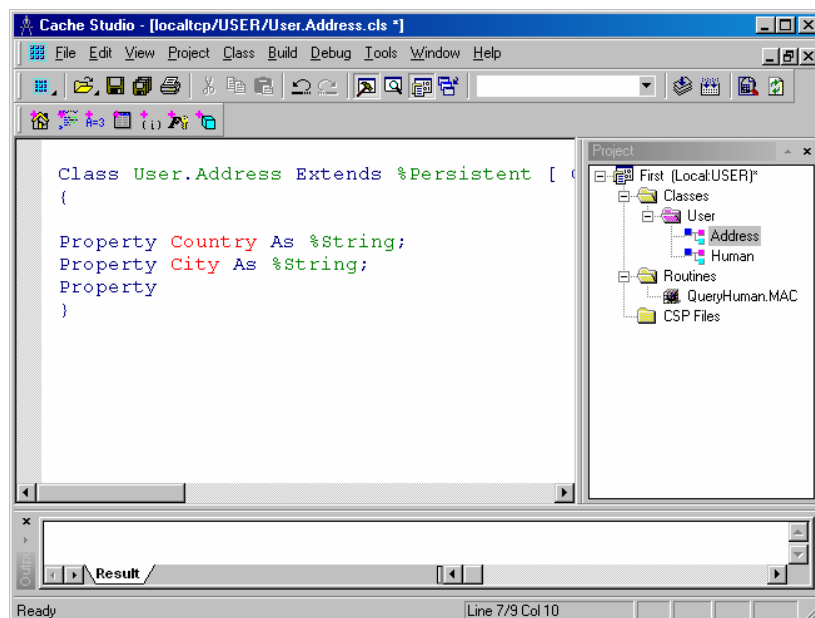 Cache Studio - [localtcp/USER/User.Address.cls *]
File Edit View Project Class Build Debug Tools Window Help
A=3
Class User.Address Extends %Persistent [
{
Property Country As %String;
Property City As %String;
Property
}
Project
First (Local:USER)*
Classes
User
Address
Human
Routines
QueryHuman.MAC
CSP Files
Result
Ready
Line 7/9 Col 10